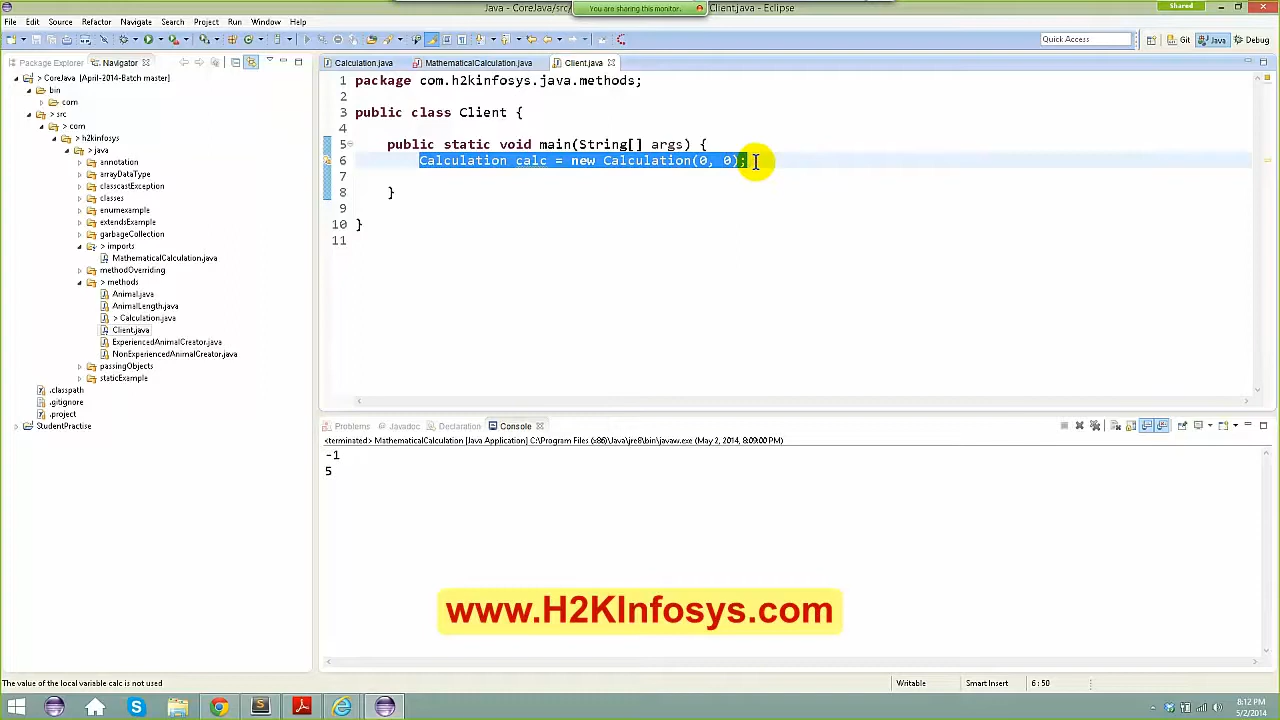 Java - CoreJava/src/
You are sharing this monitor.
Client.java - Eclipse
Shared
File Edit Source Refactor Navigate Search Project Run Window Help
Quick Access
Git
Java
Debug
Package Explorer
Navigator
Calculation.java
MathematicalCalculation.java
Client.java
> CoreJava [April-2014-Batch master]
bin
com
> src
> com
> h2kinfosys
> java
annotation
arrayDataType
classcastException
classes
enumexample
extendsExample
garbageCollection
> imports
MathematicalCalculation.java
methodOverriding
> methods
Animal.java
AnimalLength.java
> Calculation.java
Client.java
ExperiencedAnimalCreator.java
NonExperiencedAnimalCreator.java
passingObjects
staticExample
.classpath
.gitignore
.project
StudentPractise
1 package com.h2kinfosys.java.methods;
2
3 public class Client {
4
5 public static void main(String[] args) {
6 Calculation calc = new Calculation(0, 0);
7
8 }
9
10 }
11
Problems @ Javadoc Declaration Console
<terminated> MathematicalCalculation [Java Application] C:\Program Files (x86)\Java\jre8\bin\javaw.exe (May 2, 2014, 8:09:00 PM)
-1
5
www.H2KInfosys.com
The value of the local variable calc is not used
Writable
Smart Insert
6 : 50
8:12 PM
5/2/2014